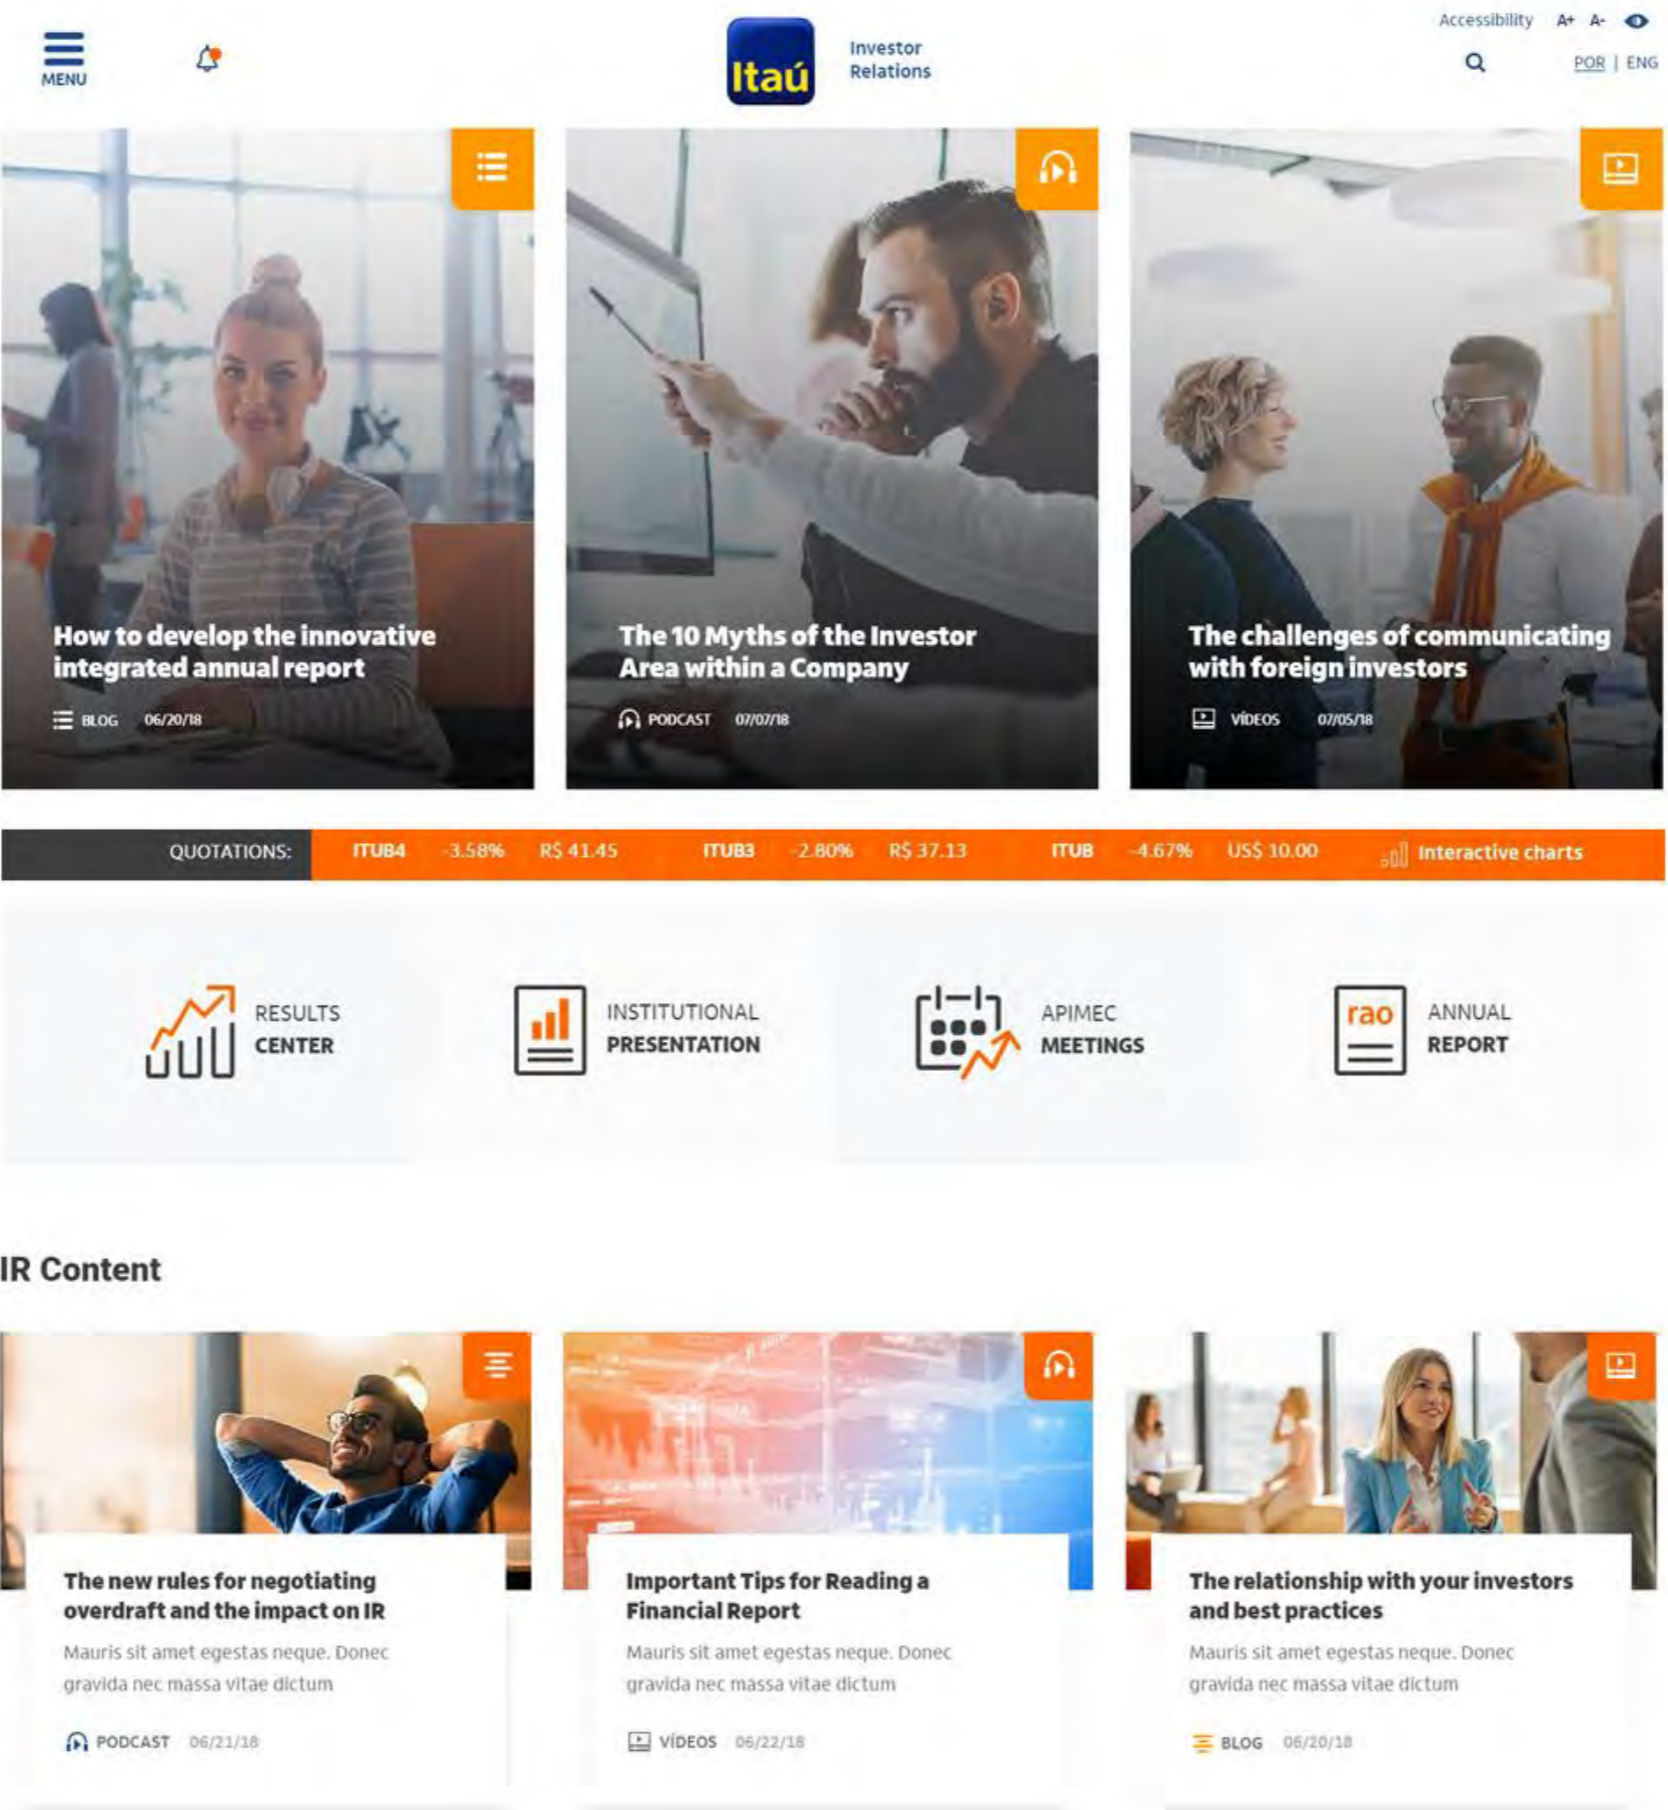 Accessibility A+ A-
MENU
Itaú
Investor
Relations
POR | ENG
How to develop the innovative
integrated annual report
BLOG 06/20/18
The 10 Myths of the Investor
Area within a Company
PODCAST 07/07/18
The challenges of communicating
with foreign investors
VÍDEOS 07/05/18
QUOTATIONS: ITUB4 -3.58% R$ 41.45 ITUB3 -2.80% R$ 37.13 ITUB -4.67% US$ 10.00 Interactive charts
RESULTS
CENTER
INSTITUTIONAL
PRESENTATION
APIMEC
MEETINGS
rao
ANNUAL
REPORT
IR Content
The new rules for negotiating
overdraft and the impact on IR
Mauris sit amet egestas neque. Donec
gravida nec massa vitae dictum
PODCAST 06/21/18
Important Tips for Reading a
Financial Report
Mauris sit amet egestas neque. Donec
gravida nec massa vitae dictum
VÍDEOS 06/22/18
The relationship with your investors
and best practices
Mauris sit amet egestas neque. Donec
gravida nec massa vitae dictum
BLOG 06/20/18